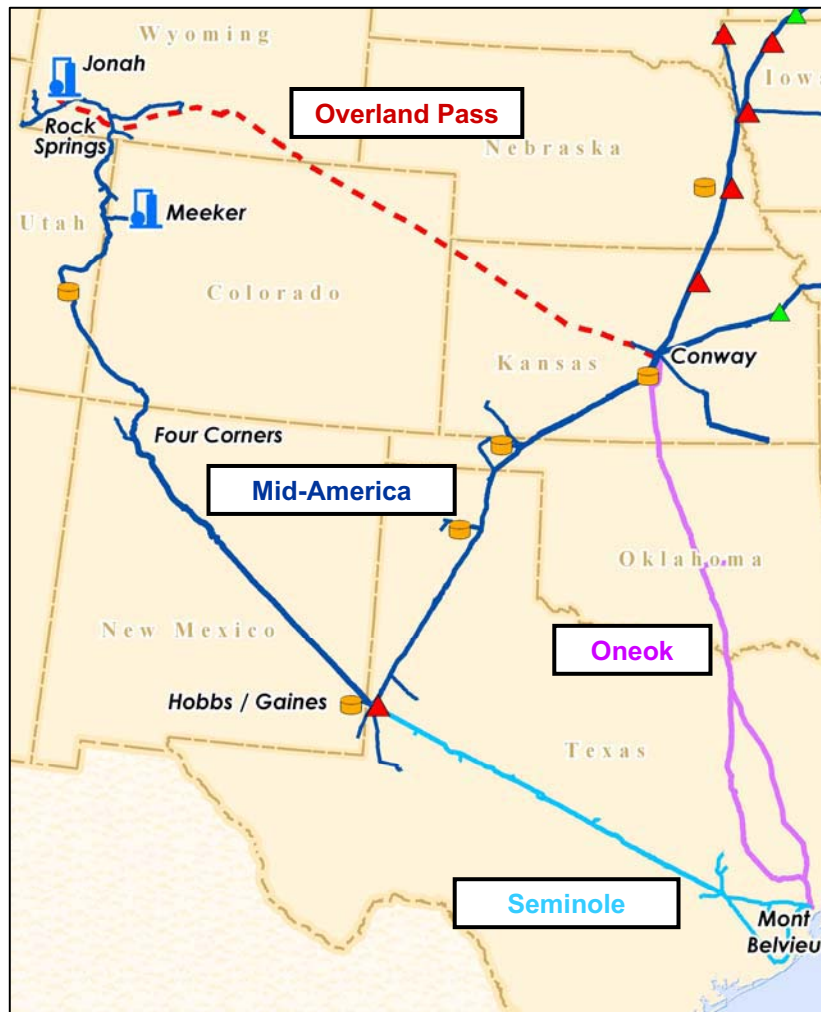 Wyoming
Jonah
Iowa
Rock
Springs
Overland Pass
Nebraska
Utah
Meeker
Colorado
Kansas
Conway
Four Corners
Mid-America
Oklahoma
New Mexico
Oneok
Hobbs / Gaines
Texas
Seminole
Mont
Belvieu